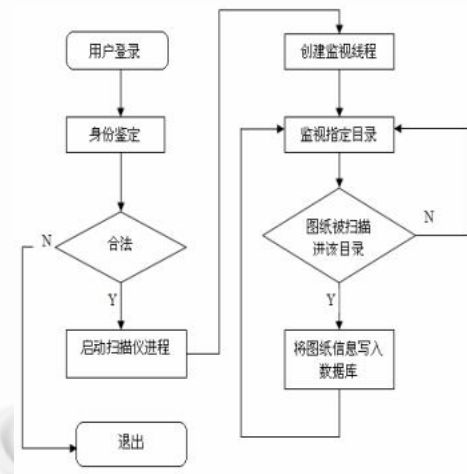 用户登录
身份鉴定
合法
N
Y
启动扫描仪进程
退出
创建监视线程
监视指定目录
图纸被扫描
进该目录
N
Y
将图纸信息写入
数据库